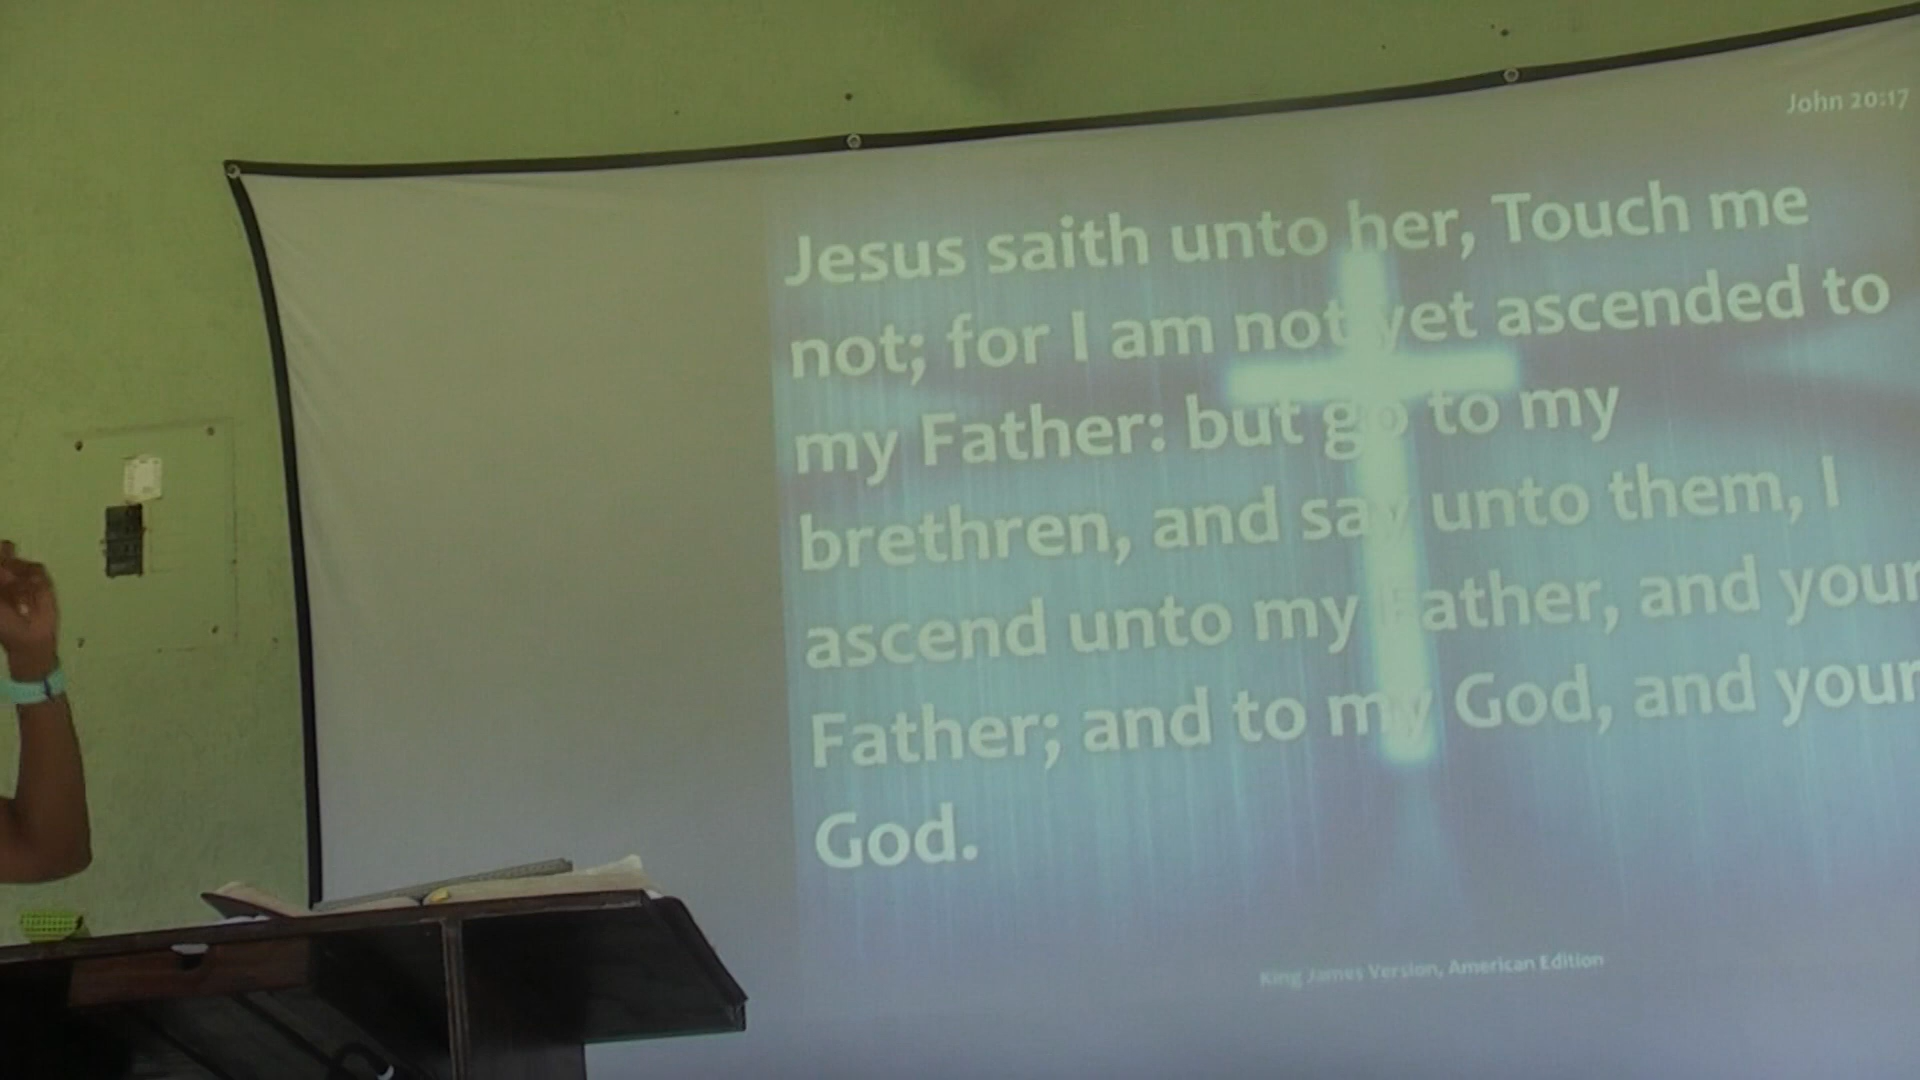 John 20:17
Jesus saith unto her, Touch me
not; for I am not yet ascended to
my Father: but go to my
brethren, and say unto them, I
ascend unto my Father, and your
Father; and to my God, and your
God.
King James Version, American Edition